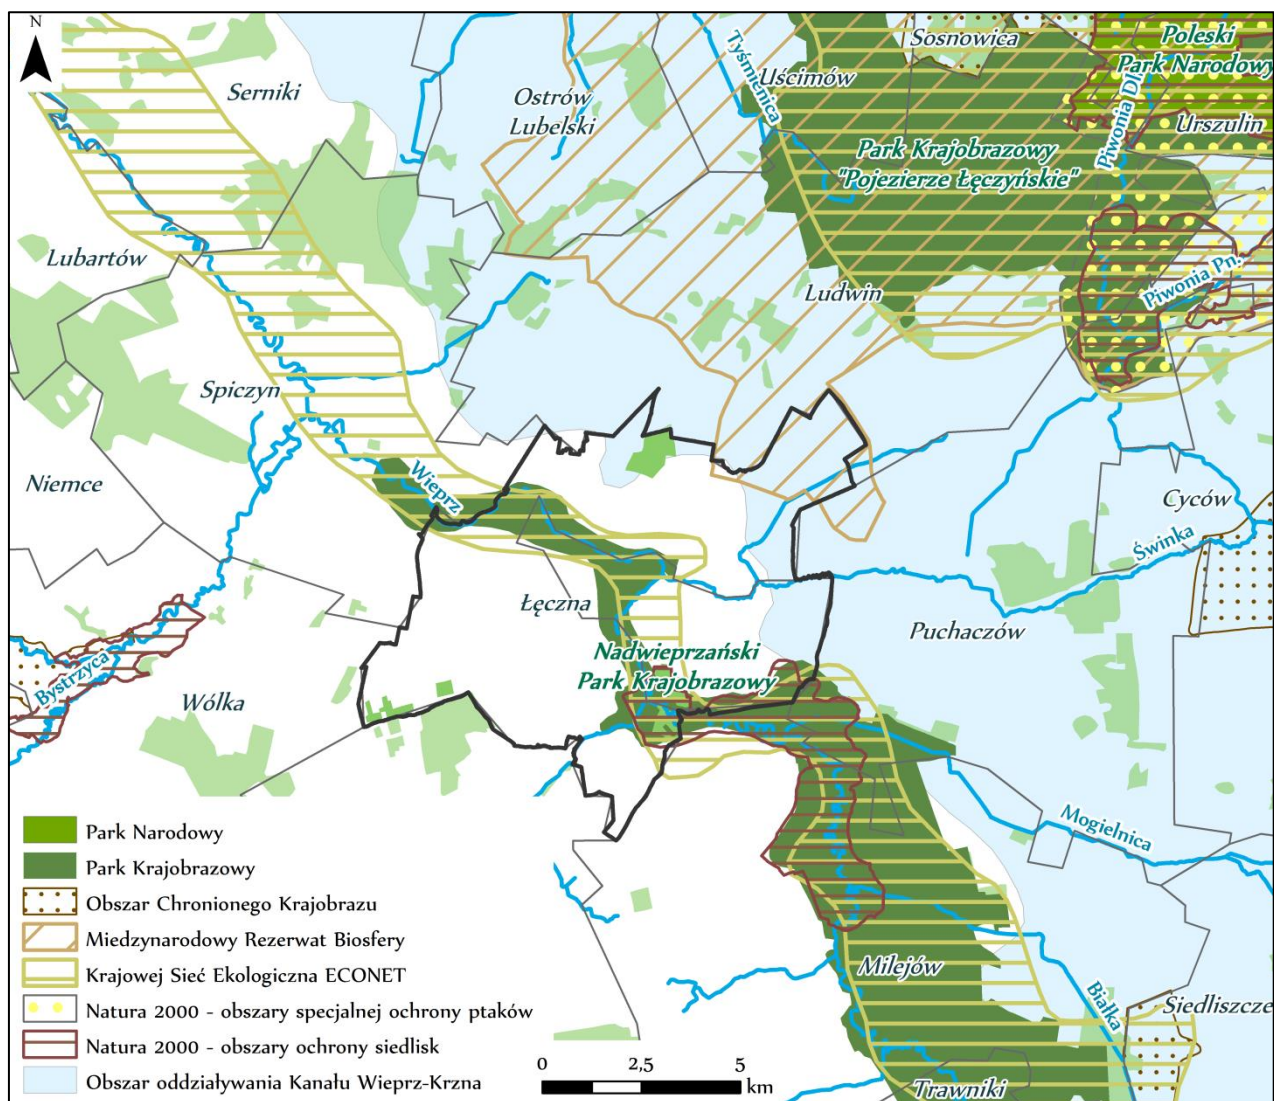 N
Serniki
Ostrów
Lubelski
Tyśmienica
Uścimów
Sosnowica
Poleski
Park Narodowy
Piwonia Dl.
Urszulin
Park Krajobrazowy
"Pojezierze Łęczyńskie"
Lubartów
Ludwin
Piwonia Pn.
Spiczyn
Niemce
Wieprz
Cyców
Świnka
Łęczna
Puchaczów
Nadwieprzański
Park Krajobrazowy
Bystrzyca
Wólka
Mogielnica
Milejów
Białka
Siedliszcze
Trawniki
Park Narodowy
Park Krajobrazowy
Obszar Chronionego Krajobrazu
Miedzynarodowy Rezerwat Biosfery
Krajowej Sieć Ekologiczna ECONET
Natura 2000 - obszary specjalnej ochrony ptaków
Natura 2000 - obszary ochrony siedlisk
Obszar oddziaływania Kanału Wieprz-Krzna
0 2,5 5
km